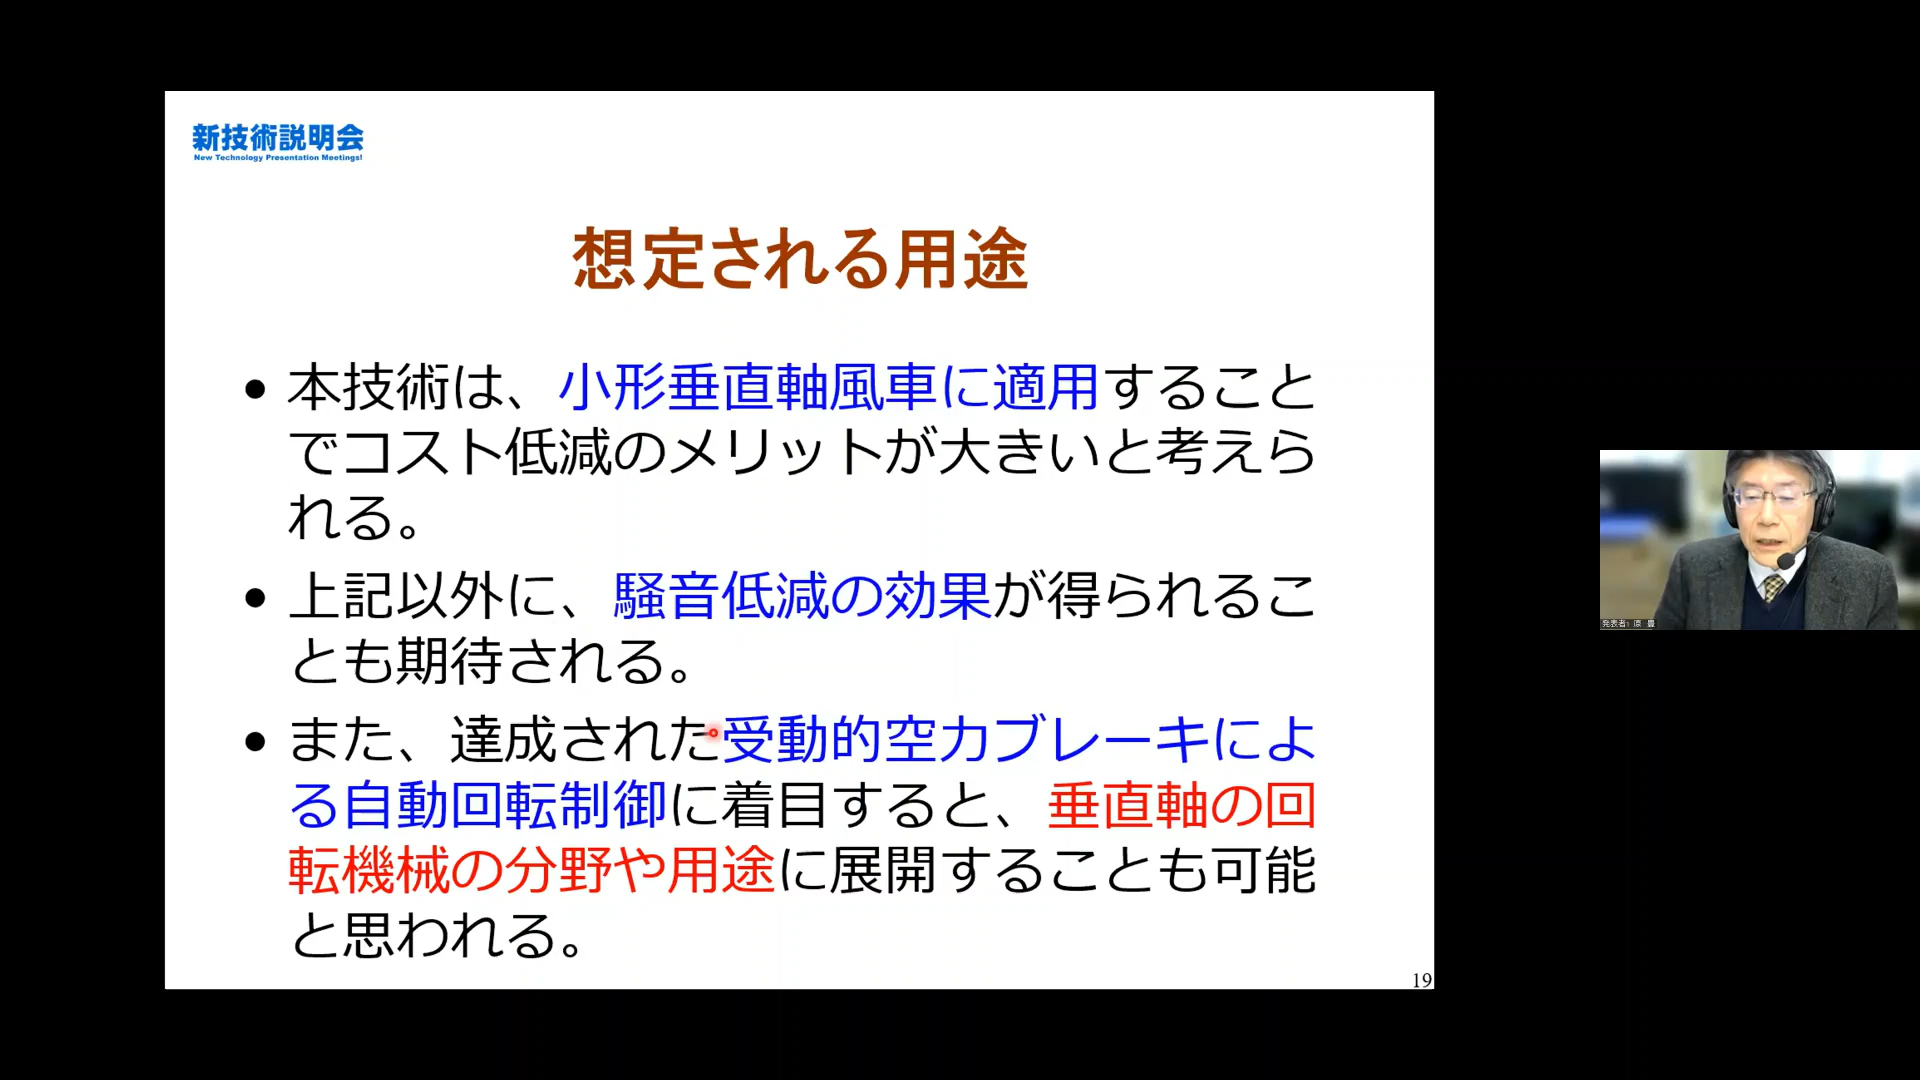 新技術説明会
New Technology Presentation Meetings!
想定される用途
• 本技術は、小形垂直軸風車に適用すること
でコスト低減のメリットが大きいと考えら
れる。
• 上記以外に、騒音低減の効果が得られるこ
とも期待される。
• また、達成された受動的空力ブレーキによ
る自動回転制御に着目すると、垂直軸の回
転機械の分野や用途に展開することも可能
と思われる。
19
発表者1 原 豊